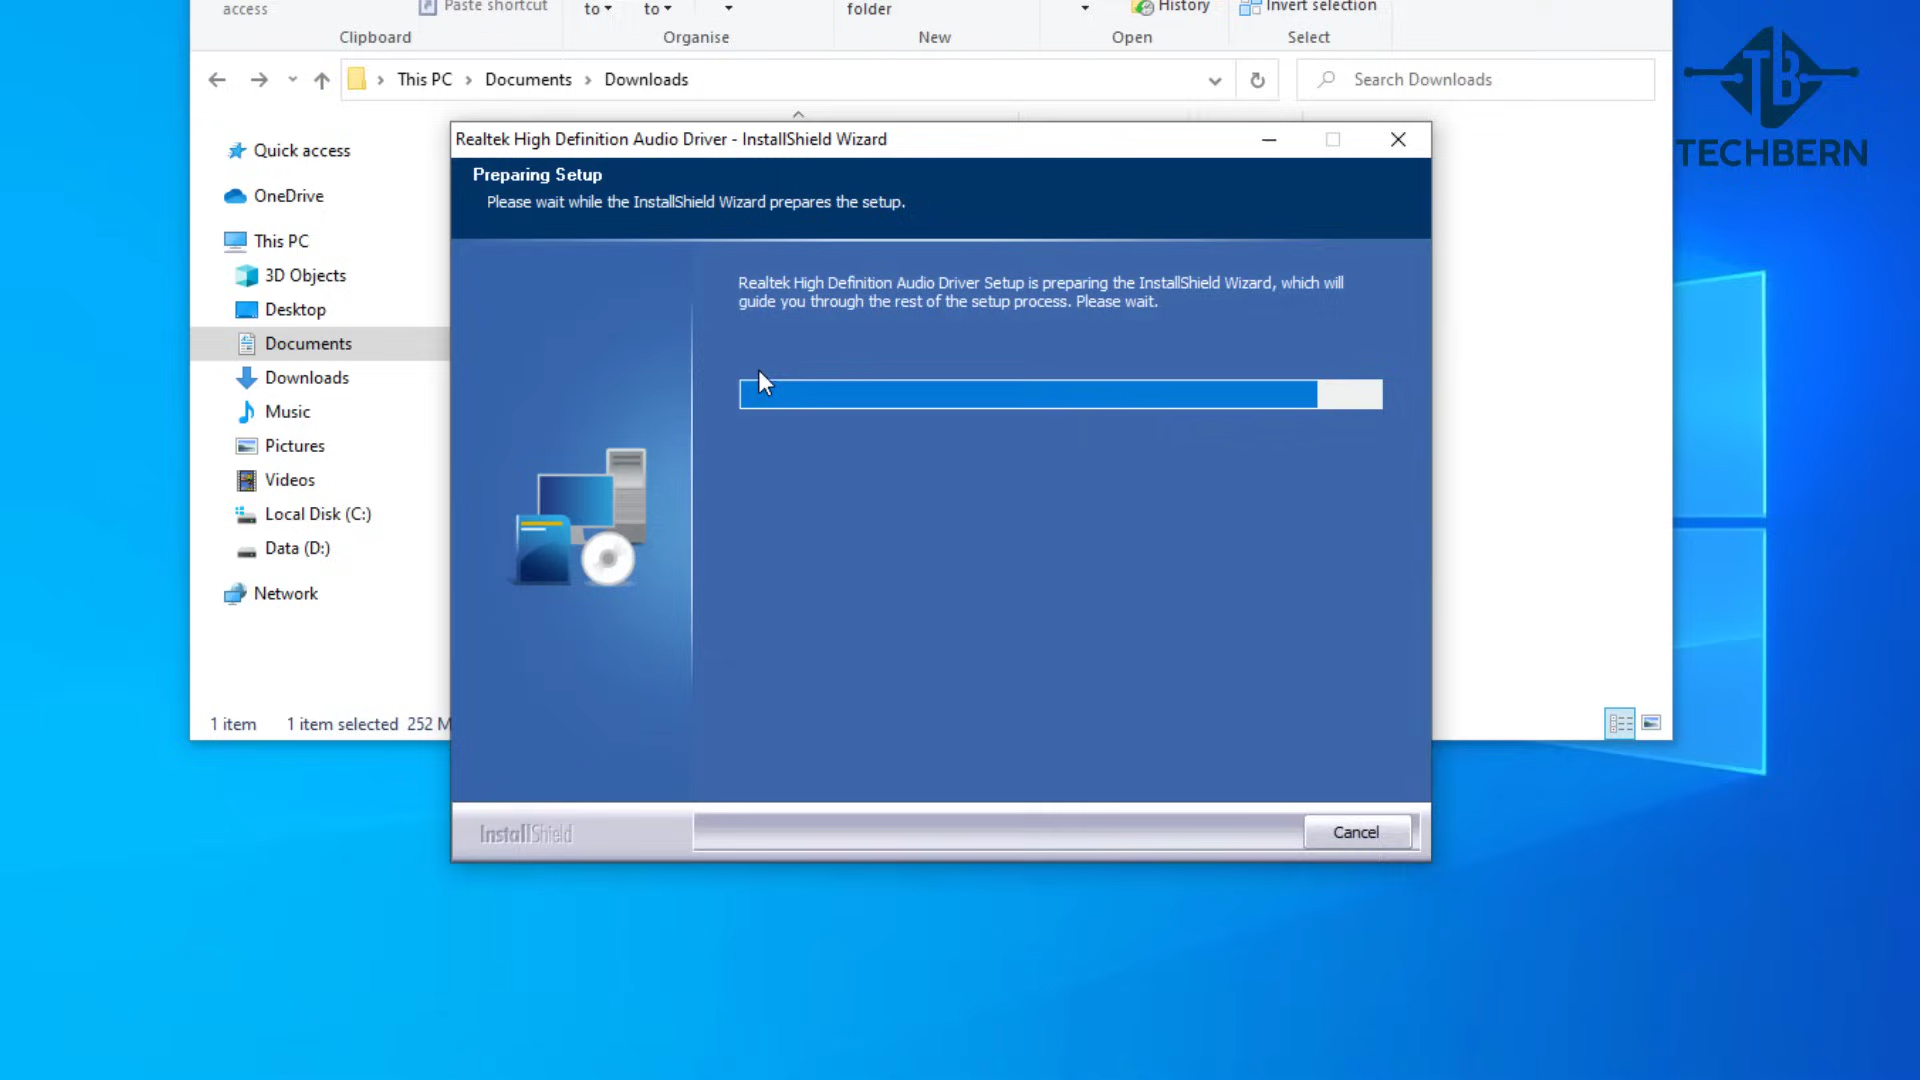 access
Paste shortcut
to
to
folder
History
Invert selection
Clipboard
Organise
New
Open
Select
This PC
Documents
Downloads
Search Downloads
TB
TECHBERN
Realtek High Definition Audio Driver - InstallShield Wizard
Preparing Setup
Please wait while the InstallShield Wizard prepares the setup.
Realtek High Definition Audio Driver Setup is preparing the InstallShield Wizard, which will
guide you through the rest of the setup process. Please wait.
Quick access
OneDrive
This PC
3D Objects
Desktop
Documents
Downloads
Music
Pictures
Videos
Local Disk (C:)
Data (D:)
Network
1 item
1 item selected
252 M
InstallShield
Cancel